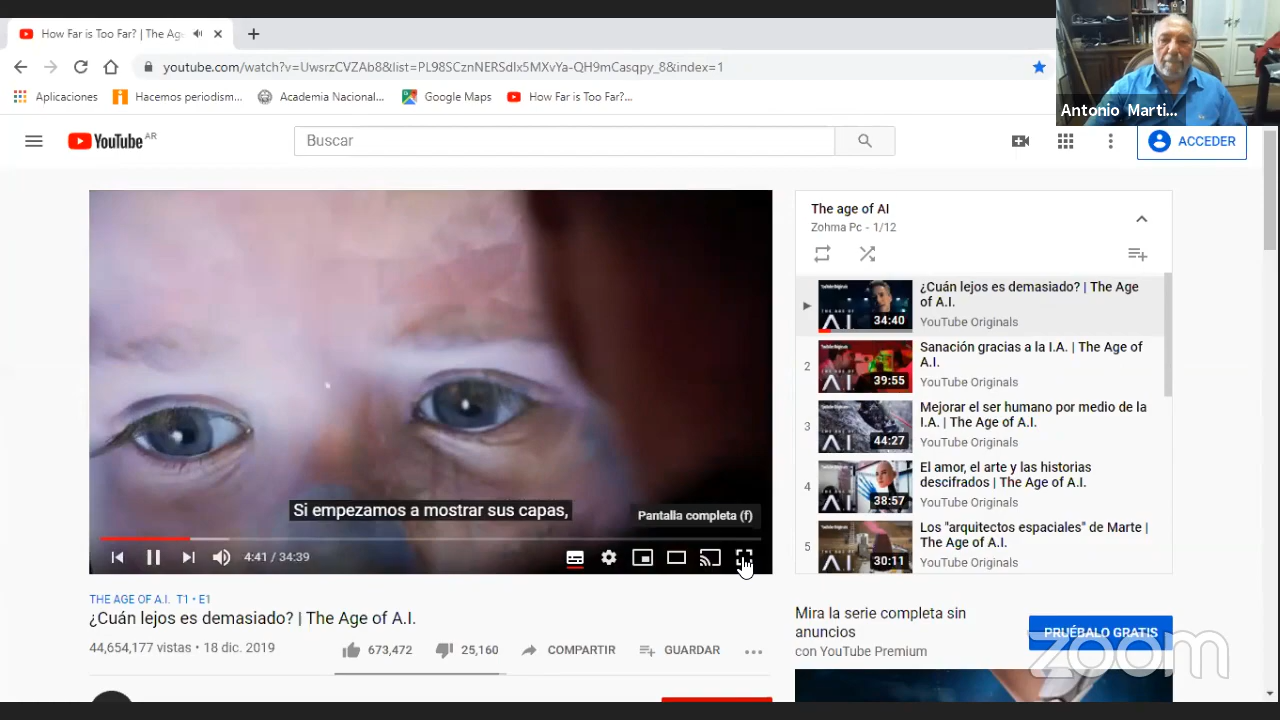 How Far is Too Far? | The Ag
Antonio Marti...
youtube.com/watch?v=UwsrzCVZAb8&list=PL98SCznNERSdIx5MXvYa-QH9mCasqpy_8&index=1
Aplicaciones
Hacemos periodism...
Academia Nacional...
Google Maps
How Far is Too Far?...
YouTube AR
Buscar
ACCEDER
The age of AI
Zohma Pc - 1/12
¿Cuán lejos es demasiado? | The Age
of A.I.
YouTube Originals
34:40
2
Sanación gracias a la I.A. | The Age of
A.I.
YouTube Originals
39:55
3
Mejorar el ser humano por medio de la
I.A. | The Age of A.I.
YouTube Originals
44:27
4
El amor, el arte y las historias
descifrados | The Age of A.I.
YouTube Originals
38:57
5
Los "arquitectos espaciales" de Marte |
The Age of A.I.
YouTube Originals
30:11
Si empezamos a mostrar sus capas,
Pantalla completa (f)
4:41 / 34:39
THE AGE OF A.I. T1 • E1
¿Cuán lejos es demasiado? | The Age of A.I.
44,654,177 vistas • 18 dic. 2019
673,472
25,160
COMPARTIR
GUARDAR
Mira la serie completa sin
anuncios
con YouTube Premium
PRUÉBALO GRATIS
zoom